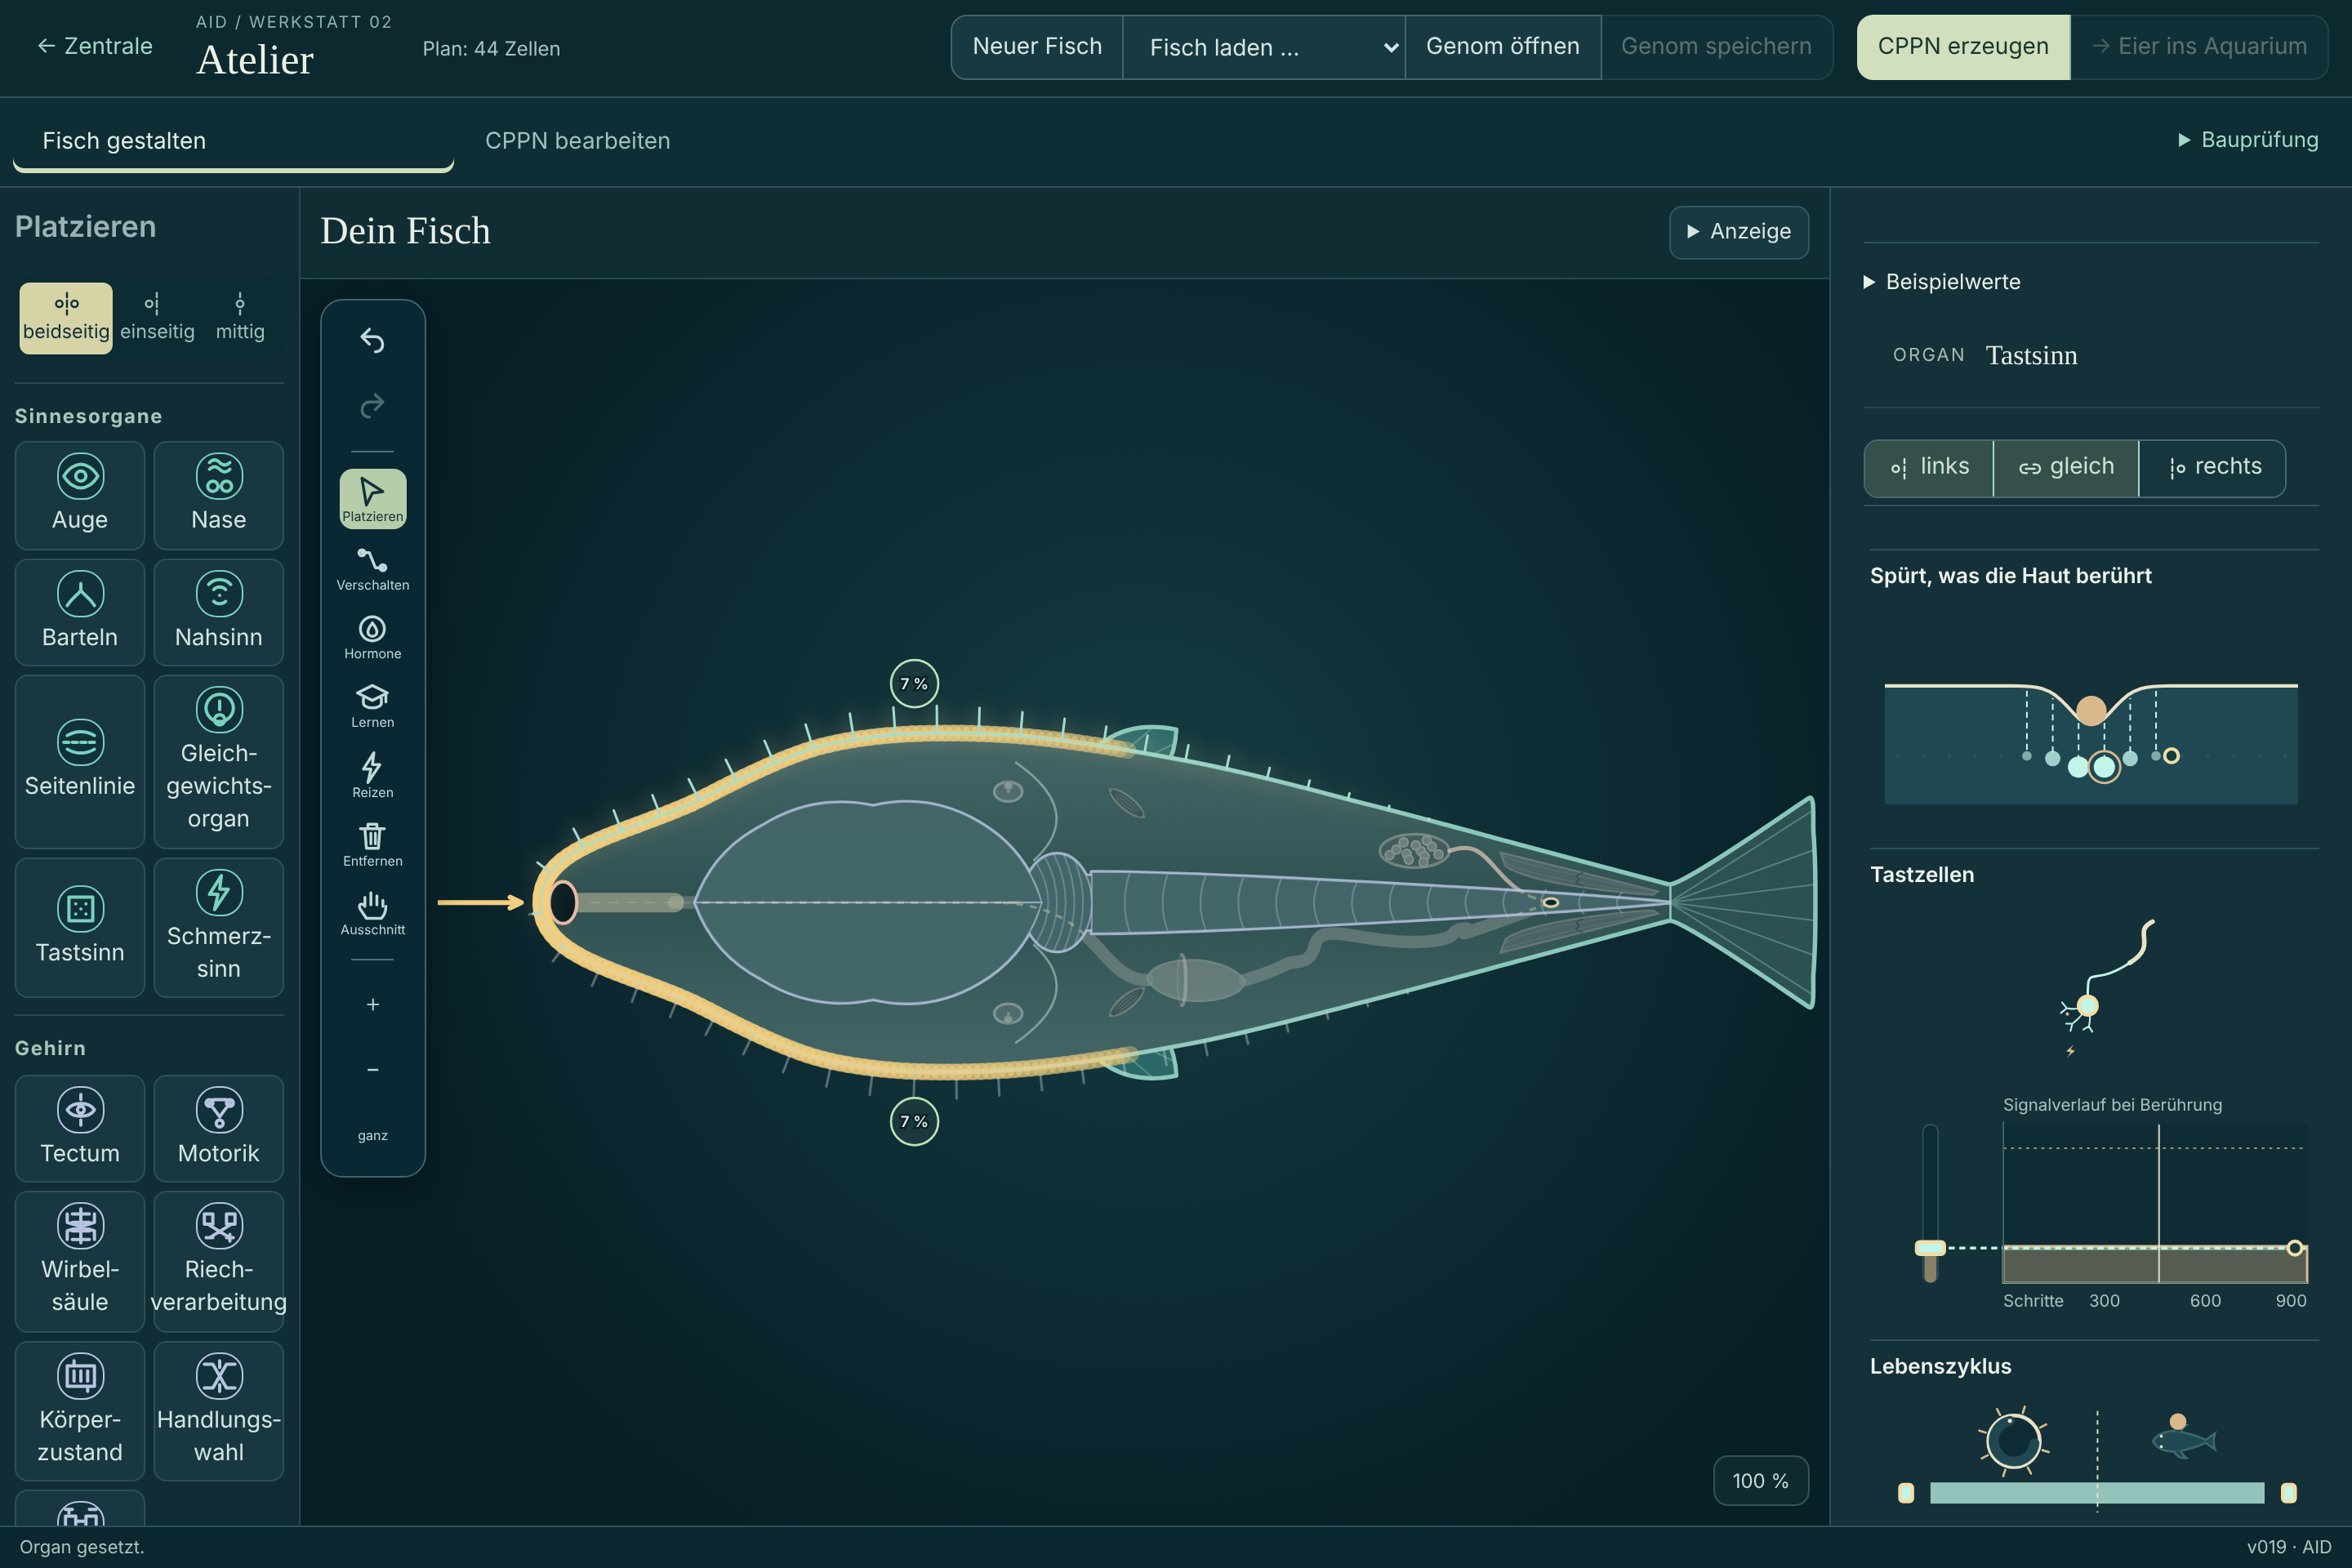 ← Zentrale
AID / WERKSTATT 02
Atelier
Plan: 44 Zellen
Neuer Fisch
Fisch laden ...
Genom öffnen
Genom speichern
CPPN erzeugen
→ Eier ins Aquarium
Fisch gestalten
CPPN bearbeiten
Bauprüfung
Platzieren
beidseitig
einseitig
mittig
Sinnesorgane
Auge
Nase
Barteln
Nahsinn
Seitenlinie
Gleich-
gewichts-
organ
Tastsinn
Schmerz-
sinn
Gehirn
Tectum
Motorik
Wirbel-
säule
Riech-
verarbeitung
Körper-
zustand
Handlungs-
wahl
Dein Fisch
Anzeige
Platzieren
Verschalten
Hormone
Lernen
Reizen
Entfernen
Ausschnitt
+
−
ganz
7 %
7 %
100 %
Beispielwerte
ORGAN Tastsinn
links
gleich
rechts
Spürt, was die Haut berührt
Tastzellen
Signalverlauf bei Berührung
Schritte 300 600 900
Lebenszyklus
Organ gesetzt.
v019 · AID